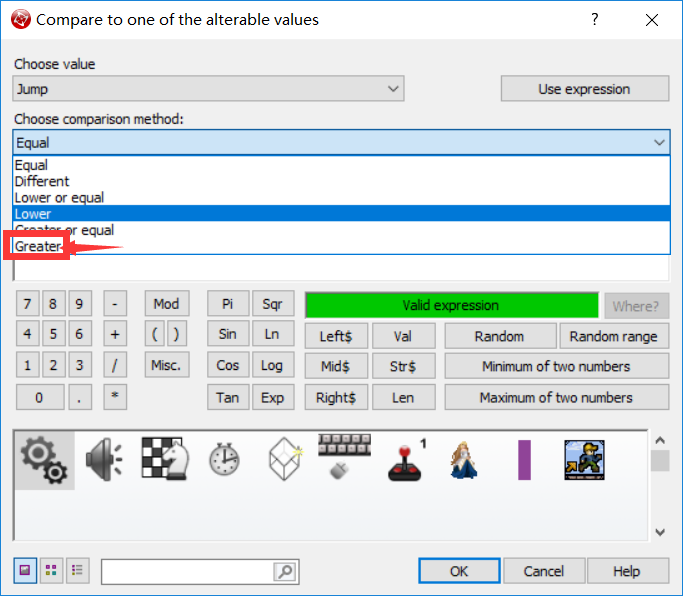 Compare to one of the alterable values
Choose value
Jump
Use expression
Choose comparison method:
Equal
Equal
Different
Lower or equal
Lower
Greater or equal
Greater
7 8 9 - Mod Pi Sqr Valid expression Where?
4 5 6 + ( ) Sin Ln Left$ Val Random Random range
1 2 3 / Misc. Cos Log Mid$ Str$ Minimum of two numbers
0 . * Tan Exp Right$ Len Maximum of two numbers
1
OK Cancel Help